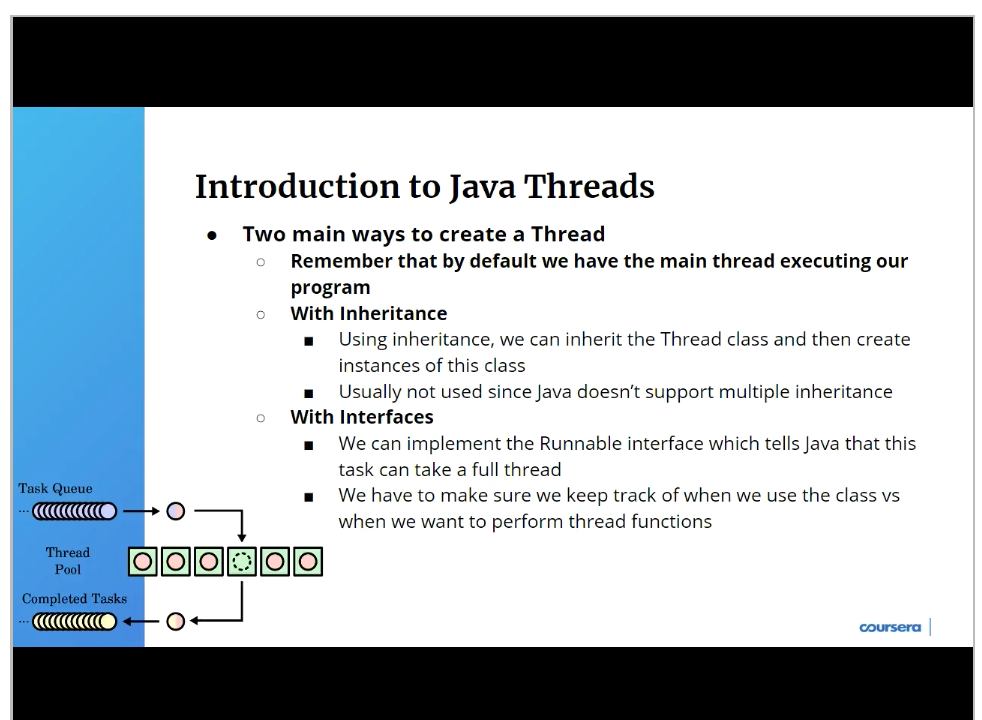 Introduction to Java Threads
● Two main ways to create a Thread
○ Remember that by default we have the main thread executing our
program
○ With Inheritance
■ Using inheritance, we can inherit the Thread class and then create
instances of this class
■ Usually not used since Java doesn’t support multiple inheritance
○ With Interfaces
■ We can implement the Runnable interface which tells Java that this
task can take a full thread
■ We have to make sure we keep track of when we use the class vs
when we want to perform thread functions
Task Queue
...
Thread
Pool
Completed Tasks
...
coursera |